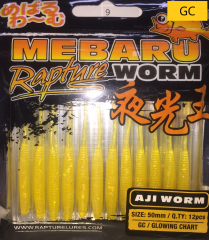 めばる
わーむ
9
GC
MEBARU
Rapture WORM
夜光王
AJI WORM
SIZE: 50mm / Q.TY: 12pcs
GC / GLOWING CHART
WWW.RAPTURELURES.COM